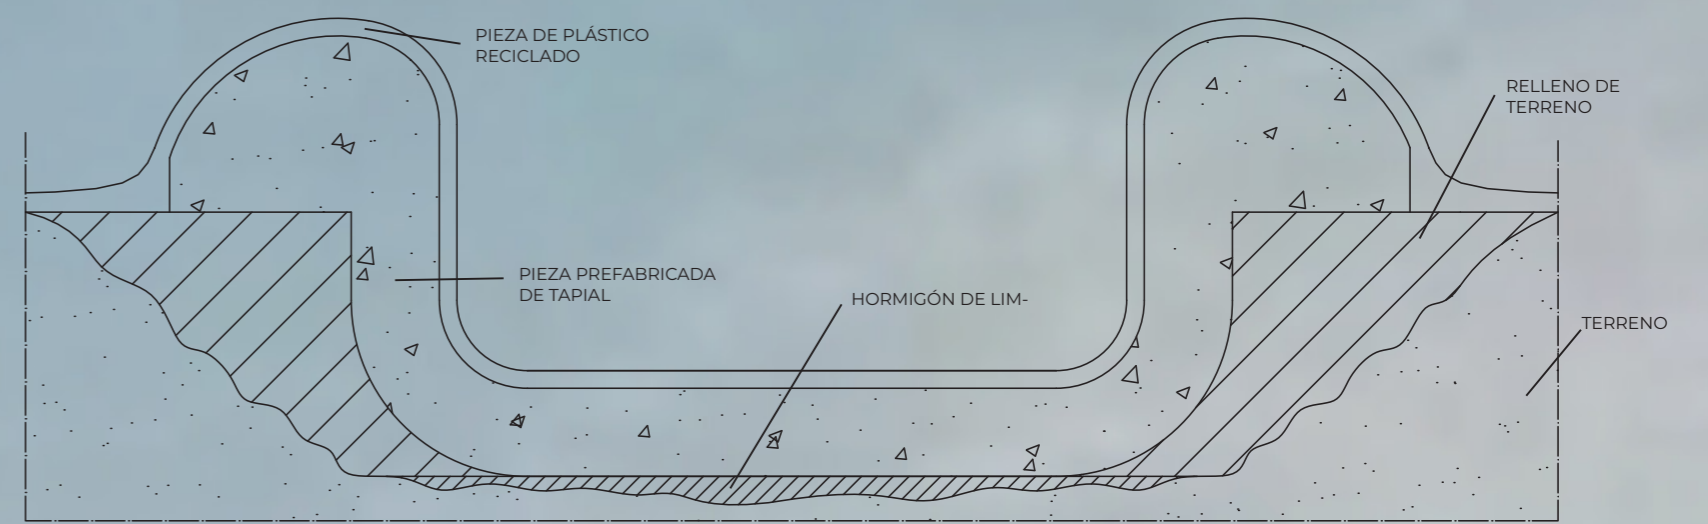 PIEZA DE PLÁSTICO
RECICLADO
RELLENO DE
TERRENO
PIEZA PREFABRICADA
DE TAPIAL
HORMIGÓN DE LIM-
TERRENO